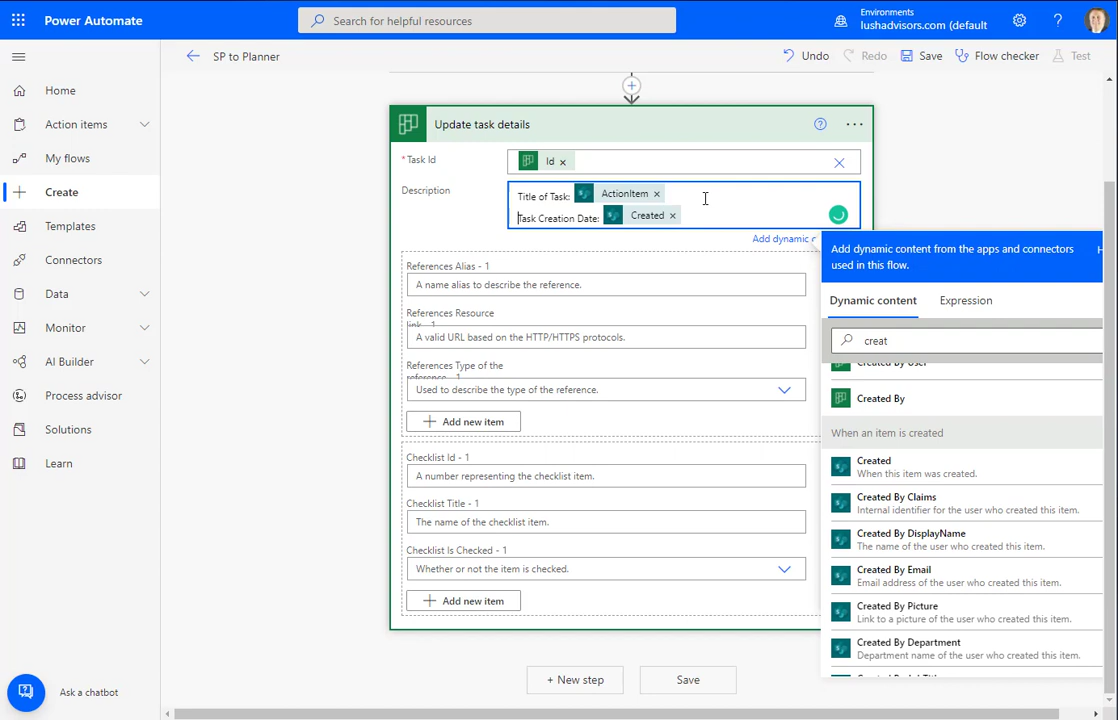 Power Automate
Search for helpful resources
Environments
lushadvisors.com (default
SP to Planner
Undo
Redo
Save
Flow checker
Test
Home
Action items
My flows
Create
Templates
Connectors
Data
Monitor
AI Builder
Process advisor
Solutions
Learn
Ask a chatbot
Update task details
* Task Id
Id ×
Description
Title of Task: ActionItem ×
Task Creation Date: Created ×
Add dynamic c
References Alias - 1
A name alias to describe the reference.
References Resource
link - 1
A valid URL based on the HTTP/HTTPS protocols.
References Type of the
reference - 1
Used to describe the type of the reference.
Add new item
Checklist Id - 1
A number representing the checklist item.
Checklist Title - 1
The name of the checklist item.
Checklist Is Checked - 1
Whether or not the item is checked.
Add new item
+ New step
Save
Add dynamic content from the apps and connectors
used in this flow.
H
Dynamic content
Expression
creat
Created By User
Created By
When an item is created
Created
When this item was created.
Created By Claims
Internal identifier for the user who created this item.
Created By DisplayName
The name of the user who created this item.
Created By Email
Email address of the user who created this item.
Created By Picture
Link to a picture of the user who created this item.
Created By Department
Department name of the user who created this item.